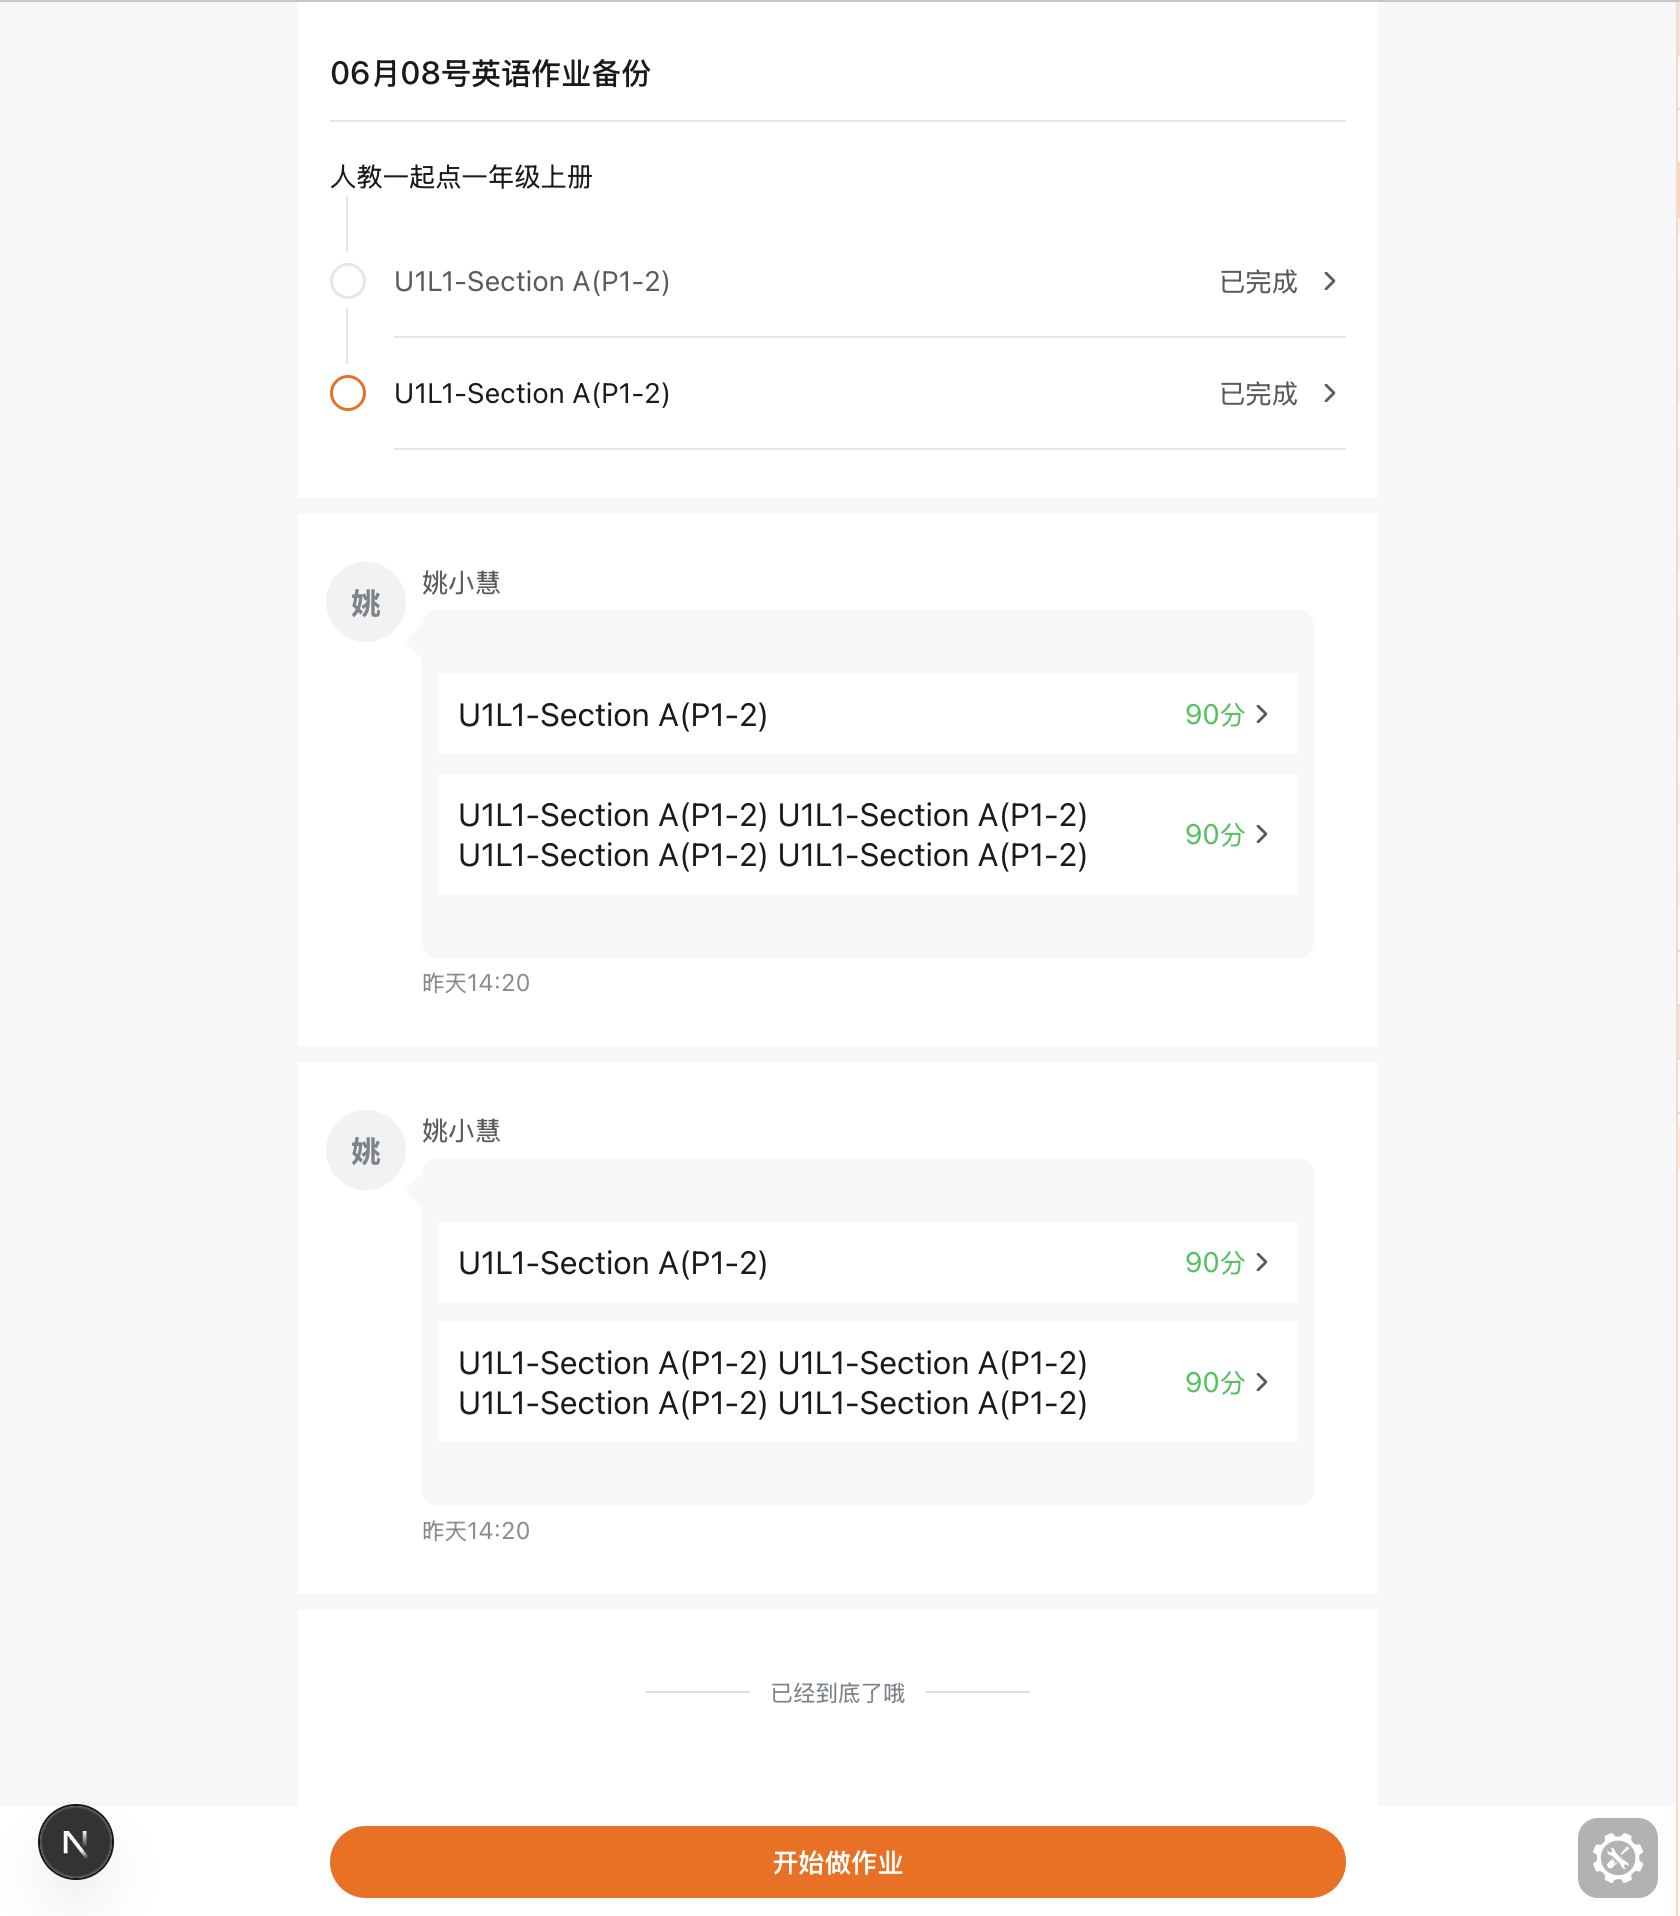 06月08号英语作业备份
人教一起点一年级上册
U1L1-Section A(P1-2)
已完成
U1L1-Section A(P1-2)
已完成
姚
姚小慧
U1L1-Section A(P1-2)
90分
U1L1-Section A(P1-2) U1L1-Section A(P1-2)
U1L1-Section A(P1-2) U1L1-Section A(P1-2)
90分
昨天14:20
姚
姚小慧
U1L1-Section A(P1-2)
90分
U1L1-Section A(P1-2) U1L1-Section A(P1-2)
U1L1-Section A(P1-2) U1L1-Section A(P1-2)
90分
昨天14:20
已经到底了哦
N
开始做作业